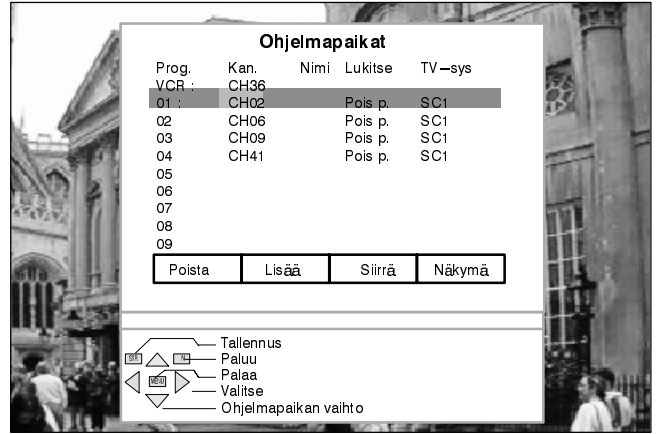 Ohjelmapaikat
Prog. Kan. Nimi Lukitse TV–sys
VCR : CH36
01 : CH02 Pois p. SC1
02 CH06 Pois p. SC1
03 CH09 Pois p. SC1
04 CH41 Pois p. SC1
05
06
07
08
09
Poista Lisää Siirrä Näkymä
Tallennus
STR N Paluu
Palaa
MENU Valitse
Ohjelmapaikan vaihto